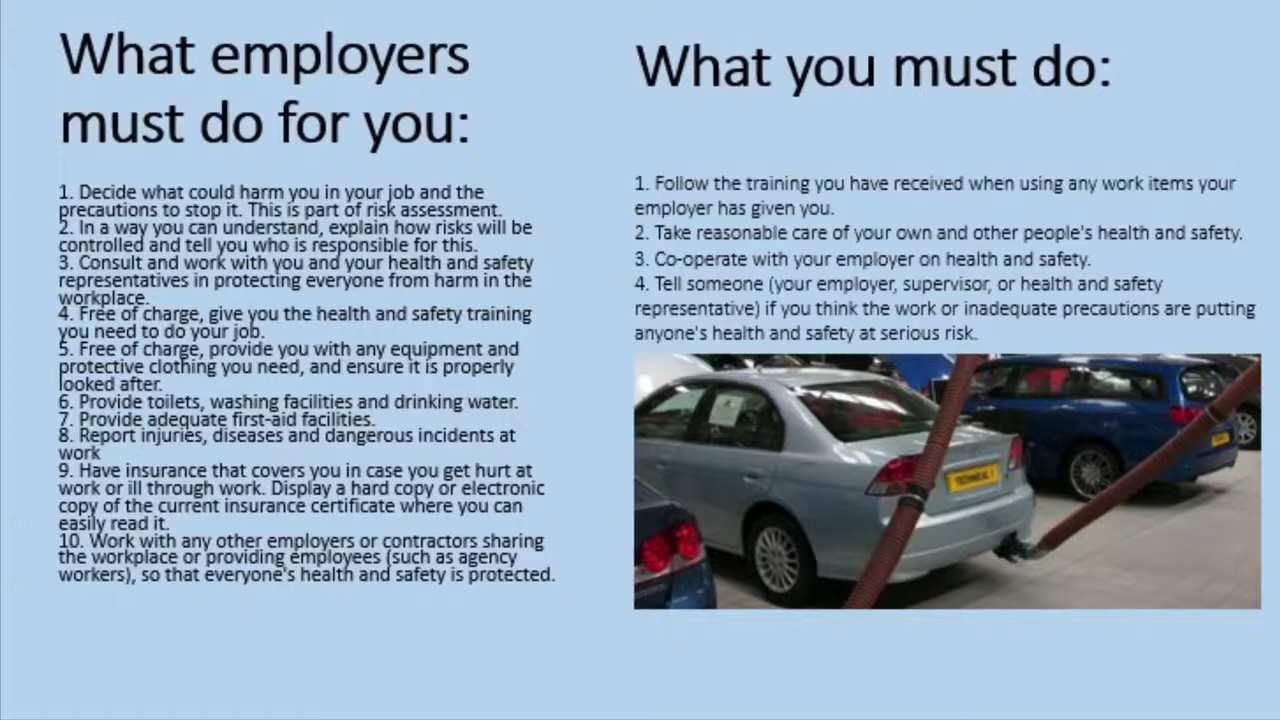 What employers
must do for you:
1. Decide what could harm you in your job and the
precautions to stop it. This is part of risk assessment.
2. In a way you can understand, explain how risks will be
controlled and tell you who is responsible for this.
3. Consult and work with you and your health and safety
representatives in protecting everyone from harm in the
workplace.
4. Free of charge, give you the health and safety training
you need to do your job.
5. Free of charge, provide you with any equipment and
protective clothing you need, and ensure it is properly
looked after.
6. Provide toilets, washing facilities and drinking water.
7. Provide adequate first-aid facilities.
8. Report injuries, diseases and dangerous incidents at
work
9. Have insurance that covers you in case you get hurt at
work or ill through work. Display a hard copy or electronic
copy of the current insurance certificate where you can
easily read it.
10. Work with any other employers or contractors sharing
the workplace or providing employees (such as agency
workers), so that everyone's health and safety is protected.
What you must do:
1. Follow the training you have received when using any work items your
employer has given you.
2. Take reasonable care of your own and other people's health and safety.
3. Co-operate with your employer on health and safety.
4. Tell someone (your employer, supervisor, or health and safety
representative) if you think the work or inadequate precautions are putting
anyone's health and safety at serious risk.
TECHNICAL